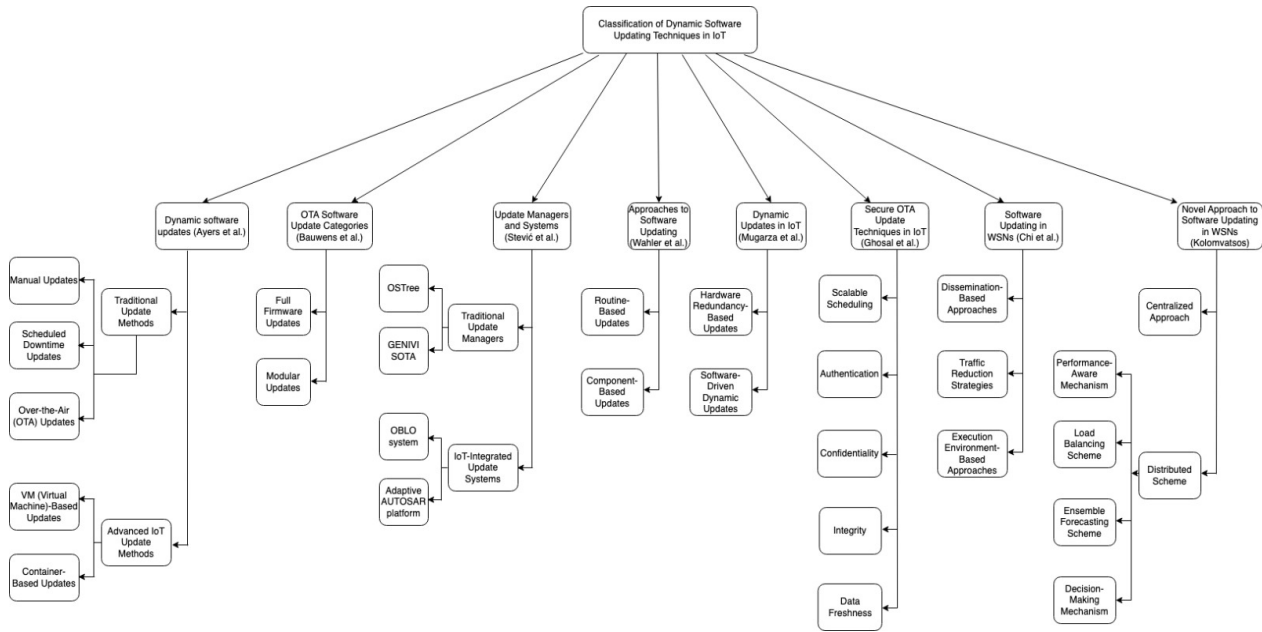 Classification of Dynamic Software
Updating Techniques in IoT
Dynamic software
updates (Ayers et al.)
OTA Software
Update Categories
(Bauwens et al.)
Update Managers
and Systems
(Stević et al.)
Approaches to
Software
Updating
(Wahler et al.)
Dynamic
Updates in IoT
(Mugarza et al.)
Secure OTA
Update
Techniques in IoT
(Ghosal et al.)
Software
Updating in
WSNs (Chi et al.)
Novel Approach to
Software Updating
in WSNs
(Kolomvatsos)
Manual Updates
Scheduled
Downtime
Updates
Over-the-Air
(OTA) Updates
Traditional
Update
Methods
VM (Virtual
Machine)-Based
Updates
Container-
Based Updates
Advanced IoT
Update
Methods
Full
Firmware
Updates
Modular
Updates
OSTree
GENIVI
SOTA
Traditional
Update
Managers
OBLO
system
Adaptive
AUTOSAR
platform
IoT-Integrated
Update
Systems
Routine-
Based
Updates
Component-
Based
Updates
Hardware
Redundancy-
Based
Updates
Software-
Driven
Dynamic
Updates
Scalable
Scheduling
Authentication
Confidentiality
Integrity
Data
Freshness
Dissemination-
Based
Approaches
Traffic
Reduction
Strategies
Execution
Environment-
Based
Approaches
Centralized
Approach
Performance-
Aware
Mechanism
Load
Balancing
Scheme
Ensemble
Forecasting
Scheme
Decision-
Making
Mechanism
Distributed
Scheme